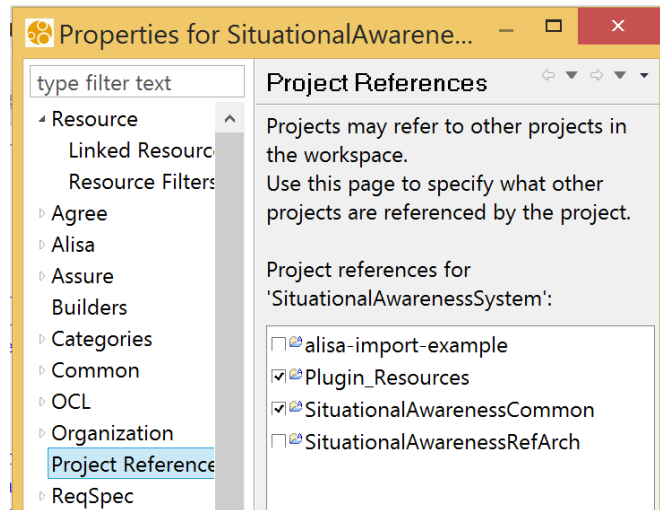 Properties for SituationalAwarene...
type filter text
Project References
Resource
Linked Resourc
Resource Filters
Agree
Alisa
Assure
Builders
Categories
Common
OCL
Organization
Project Reference
ReqSpec
Projects may refer to other projects in
the workspace.
Use this page to specify what other
projects are referenced by the project.
Project references for
'SituationalAwarenessSystem':
alisa-import-example
Plugin_Resources
SituationalAwarenessCommon
SituationalAwarenessRefArch